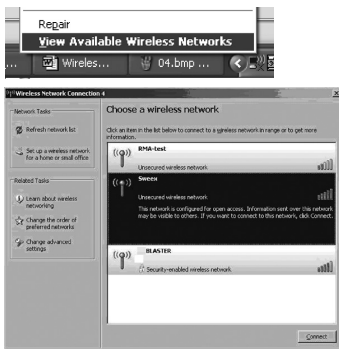 Repair
View Available Wireless Networks
...
Wireles...
04.bmp ...
Wireless Network Connection 4
Network Tasks
Refresh network list
Set up a wireless network
for a home or small office
Related Tasks
Learn about wireless
networking
Change the order of
preferred networks
Change advanced
settings
Choose a wireless network
Click an item in the list below to connect to a wireless network in range or to get more
information.
RMA-test
Unsecured wireless network
Sweex
Unsecured wireless network
This network is configured for open access. Information sent over this network
may be visible to others. If you want to connect to this network, click Connect.
BLASTER
Security-enabled wireless network
Connect